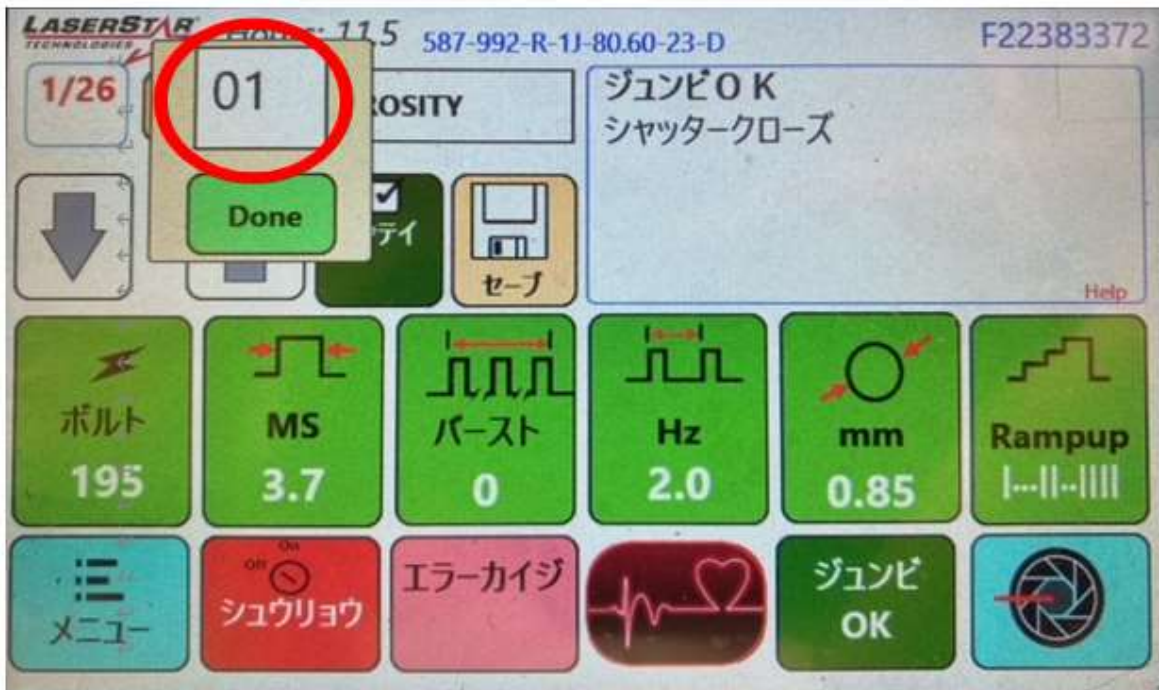 LASERSTAR
TECHNOLOGIES
11.5
587-992-R-1J-80.60-23-D
F22383372
1/26
01
OSITY
ジュンビOK
シャッタークローズ
Done
テイ
セーブ
Help
ボルト
195
MS
3.7
バースト
0
Hz
2.0
mm
0.85
Rampup
メニュー
On
Off
シュウリョウ
エラーカイジ
ジュンビ
OK